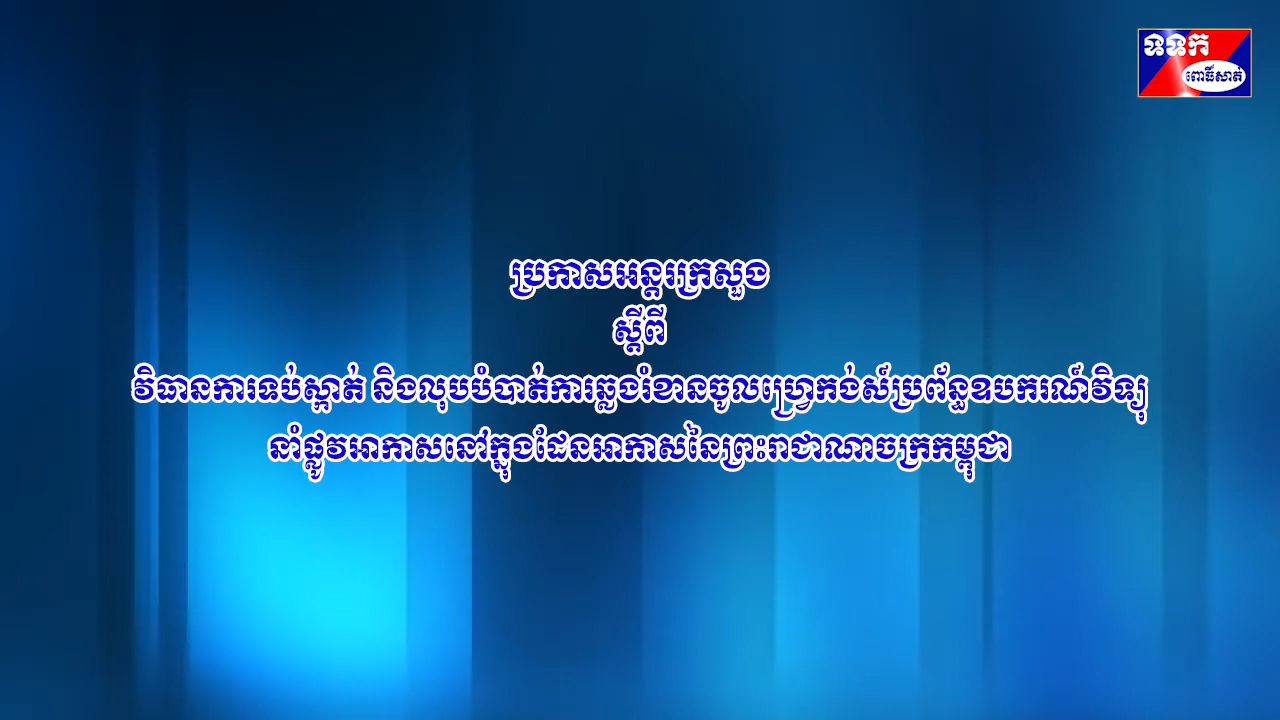 ទទក
ពោធិ៍សាត់
ប្រកាសអន្តរក្រសួង
ស្តីពី
វិធានការទប់ស្កាត់ និងលុបបំបាត់ការឆ្លងរំខានចូលហ្វ្រេកង់ស៍ប្រព័ន្ធឧបករណ៍វិទ្យុ
នាំផ្លូវអាកាសនៅក្នុងដែនអាកាសនៃព្រះរាជាណាចក្រកម្ពុជា